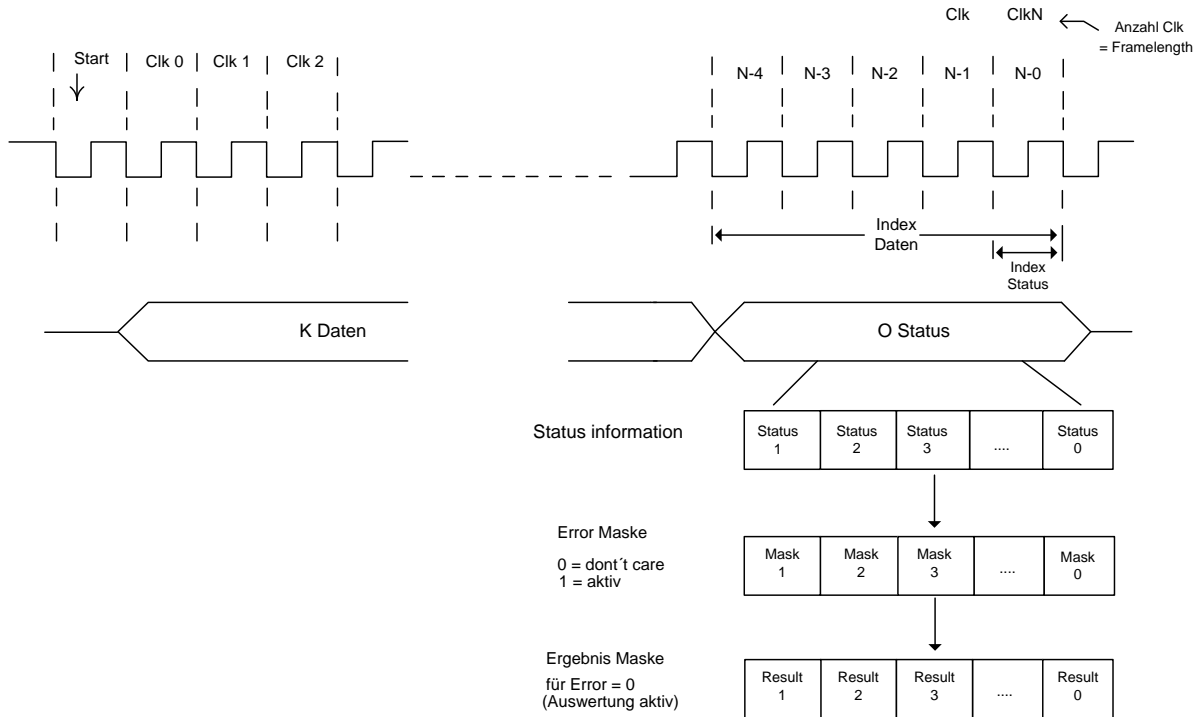 Clk ClkN
Anzahl Clk
= Framelength
Start Clk 0 Clk 1 Clk 2
N-4 N-3 N-2 N-1 N-0
Index
Daten
Index
Status
K Daten O Status
Status information
Status Status Status Status
1 2 3 .... 0
Error Maske
0 = dont´t care
1 = aktiv
Mask Mask Mask Mask
1 2 3 .... 0
Ergebnis Maske
für Error = 0
(Auswertung aktiv)
Result Result Result Result
1 2 3 .... 0